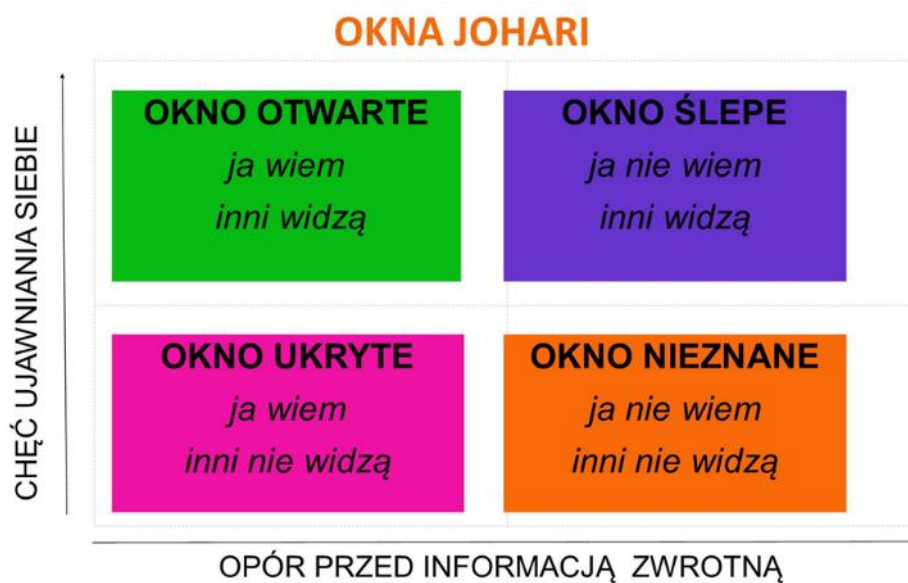 OKNA JOHARI
CHĘĆ UJAWNIANIA SIEBIE
OKNO OTWARTE
ja wiem
inni widzą
OKNO ŚLEPE
ja nie wiem
inni widzą
OKNO UKRYTE
ja wiem
inni nie widzą
OKNO NIEZNANE
ja nie wiem
inni nie widzą
OPÓR PRZED INFORMACJĄ ZWROTNĄ